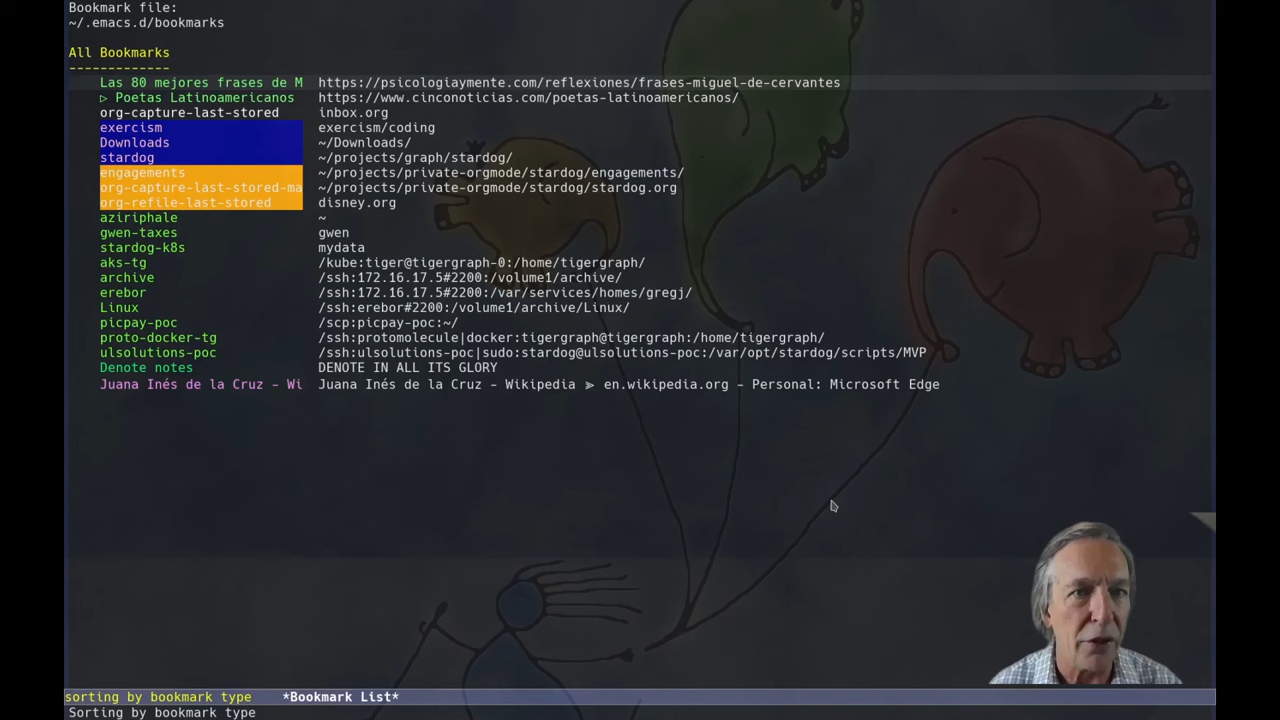 Bookmark file:
~/.emacs.d/bookmarks
All Bookmarks
-------------
Las 80 mejores frases de M https://psicologiaymente.com/reflexiones/frases-miguel-de-cervantes
▷ Poetas Latinoamericanos https://www.cinconoticias.com/poetas-latinoamericanos/
org-capture-last-stored inbox.org
exercism exercism/coding
Downloads ~/Downloads/
stardog ~/projects/graph/stardog/
engagements ~/projects/private-orgmode/stardog/engagements/
org-capture-last-stored-ma ~/projects/private-orgmode/stardog/stardog.org
org-refile-last-stored disney.org
aziriphale ~
gwen-taxes gwen
stardog-k8s mydata
aks-tg /kube:tiger@tigergraph-0:/home/tigergraph/
archive /ssh:172.16.17.5#2200:/volume1/archive/
erebor /ssh:172.16.17.5#2200:/var/services/homes/gregj/
Linux /ssh:erebor#2200:/volume1/archive/Linux/
picpay-poc /scp:picpay-poc:~/
proto-docker-tg /ssh:protomolecule|docker:tigergraph@tigergraph:/home/tigergraph/
ulsolutions-poc /ssh:ulsolutions-poc|sudo:stardog@ulsolutions-poc:/var/opt/stardog/scripts/MVP
Denote notes DENOTE IN ALL ITS GLORY
Juana Inés de la Cruz - Wi Juana Inés de la Cruz - Wikipedia ⪢ en.wikipedia.org - Personal: Microsoft Edge
sorting by bookmark type *Bookmark List*
Sorting by bookmark type